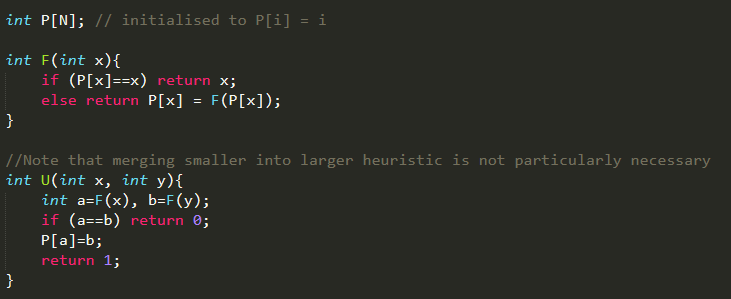 int P[N]; // initialised to P[i] = i
int F(int x){
if (P[x]==x) return x;
else return P[x] = F(P[x]);
}
//Note that merging smaller into larger heuristic is not particularly necessary
int U(int x, int y){
int a=F(x), b=F(y);
if (a==b) return 0;
P[a]=b;
return 1;
}